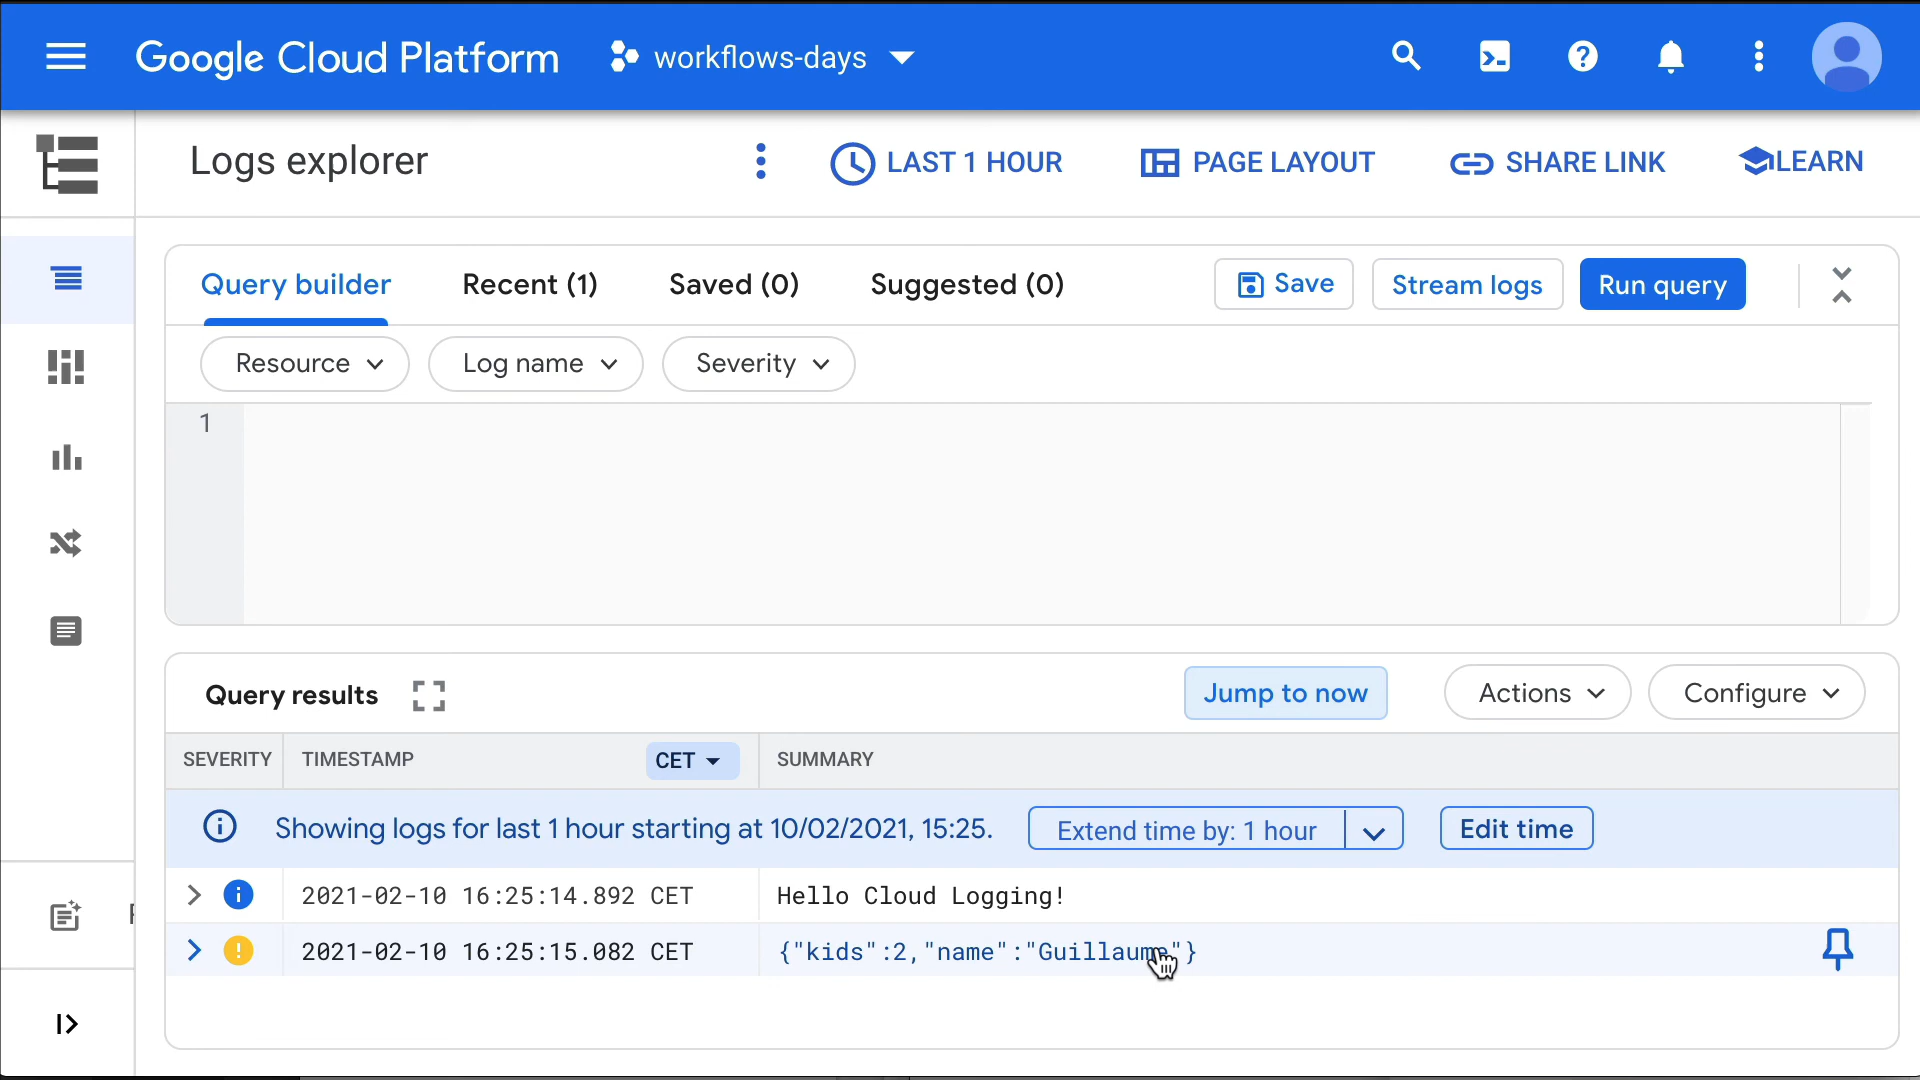 Google Cloud Platform workflows-days
Logs explorer LAST 1 HOUR PAGE LAYOUT SHARE LINK LEARN
Query builder Recent (1) Saved (0) Suggested (0) Save Stream logs Run query
Resource Log name Severity
1
Query results Jump to now Actions Configure
SEVERITY TIMESTAMP CET SUMMARY
Showing logs for last 1 hour starting at 10/02/2021, 15:25. Extend time by: 1 hour Edit time
2021-02-10 16:25:14.892 CET Hello Cloud Logging!
2021-02-10 16:25:15.082 CET {"kids":2,"name":"Guillaume"}